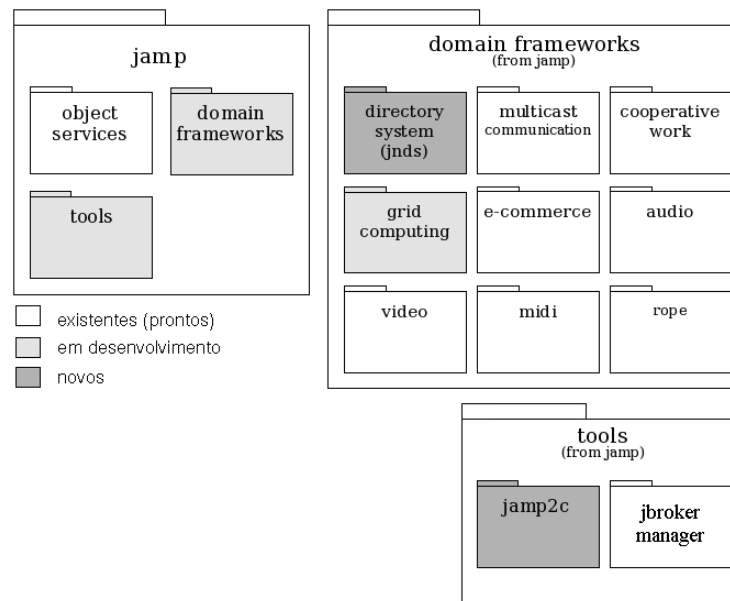 jamp
object
services
domain
frameworks
tools
existentes (prontos)
em desenvolvimento
novos
domain frameworks
(from jamp)
directory
system
(jnds)
multicast
communication
cooperative
work
grid
computing
e-commerce
audio
video
midi
rope
tools
(from jamp)
jamp2c
jbroker
manager